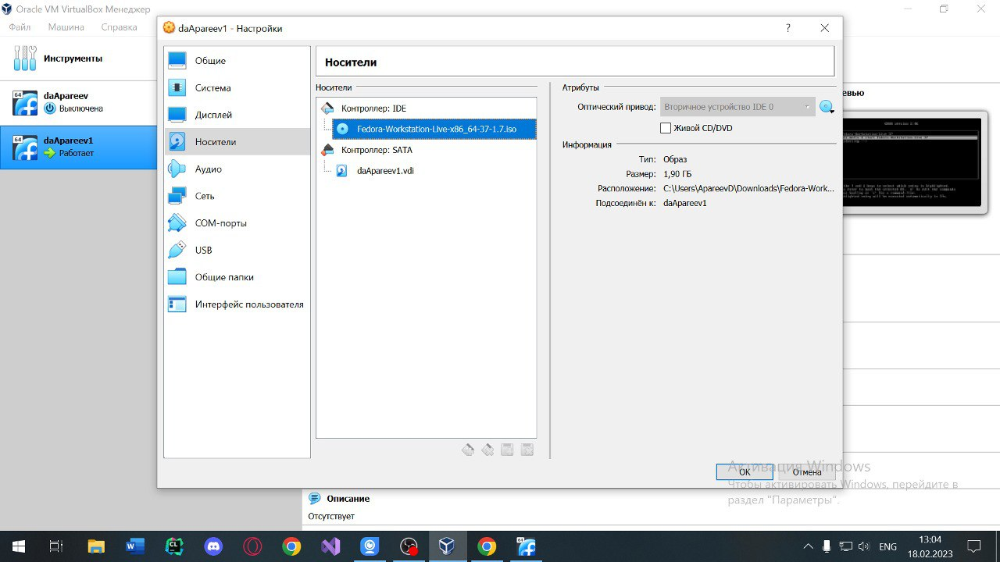 Oracle VM VirtualBox Менеджер
Файл Машина Справка
Инструменты
64 daApareev
Выключена
64 daApareev1
Работает
daApareev1 - Настройки
?
Общие
Система
Дисплей
Аудио
Сеть
COM-порты
USB
Общие папки
Интерфейс пользователя
Носители
Носители
Контроллер: IDE
Fedora-Workstation-Live-x86_64-37-1.7.iso
Контроллер: SATA
daApareev1.vdi
Атрибуты
Оптический привод: Вторичное устройство IDE 0
Живой CD/DVD
Информация
Тип: Образ
Размер: 1,90 ГБ
Расположение:
Downloads\Fedora-Work...
Подсоединён к: daApareev1
OK Отмена
евью
Активация Windows
Чтобы активировать Windows, перейдите в
раздел "Параметры".
Описание
Отсутствует
ENG
13:04
18.02.2023